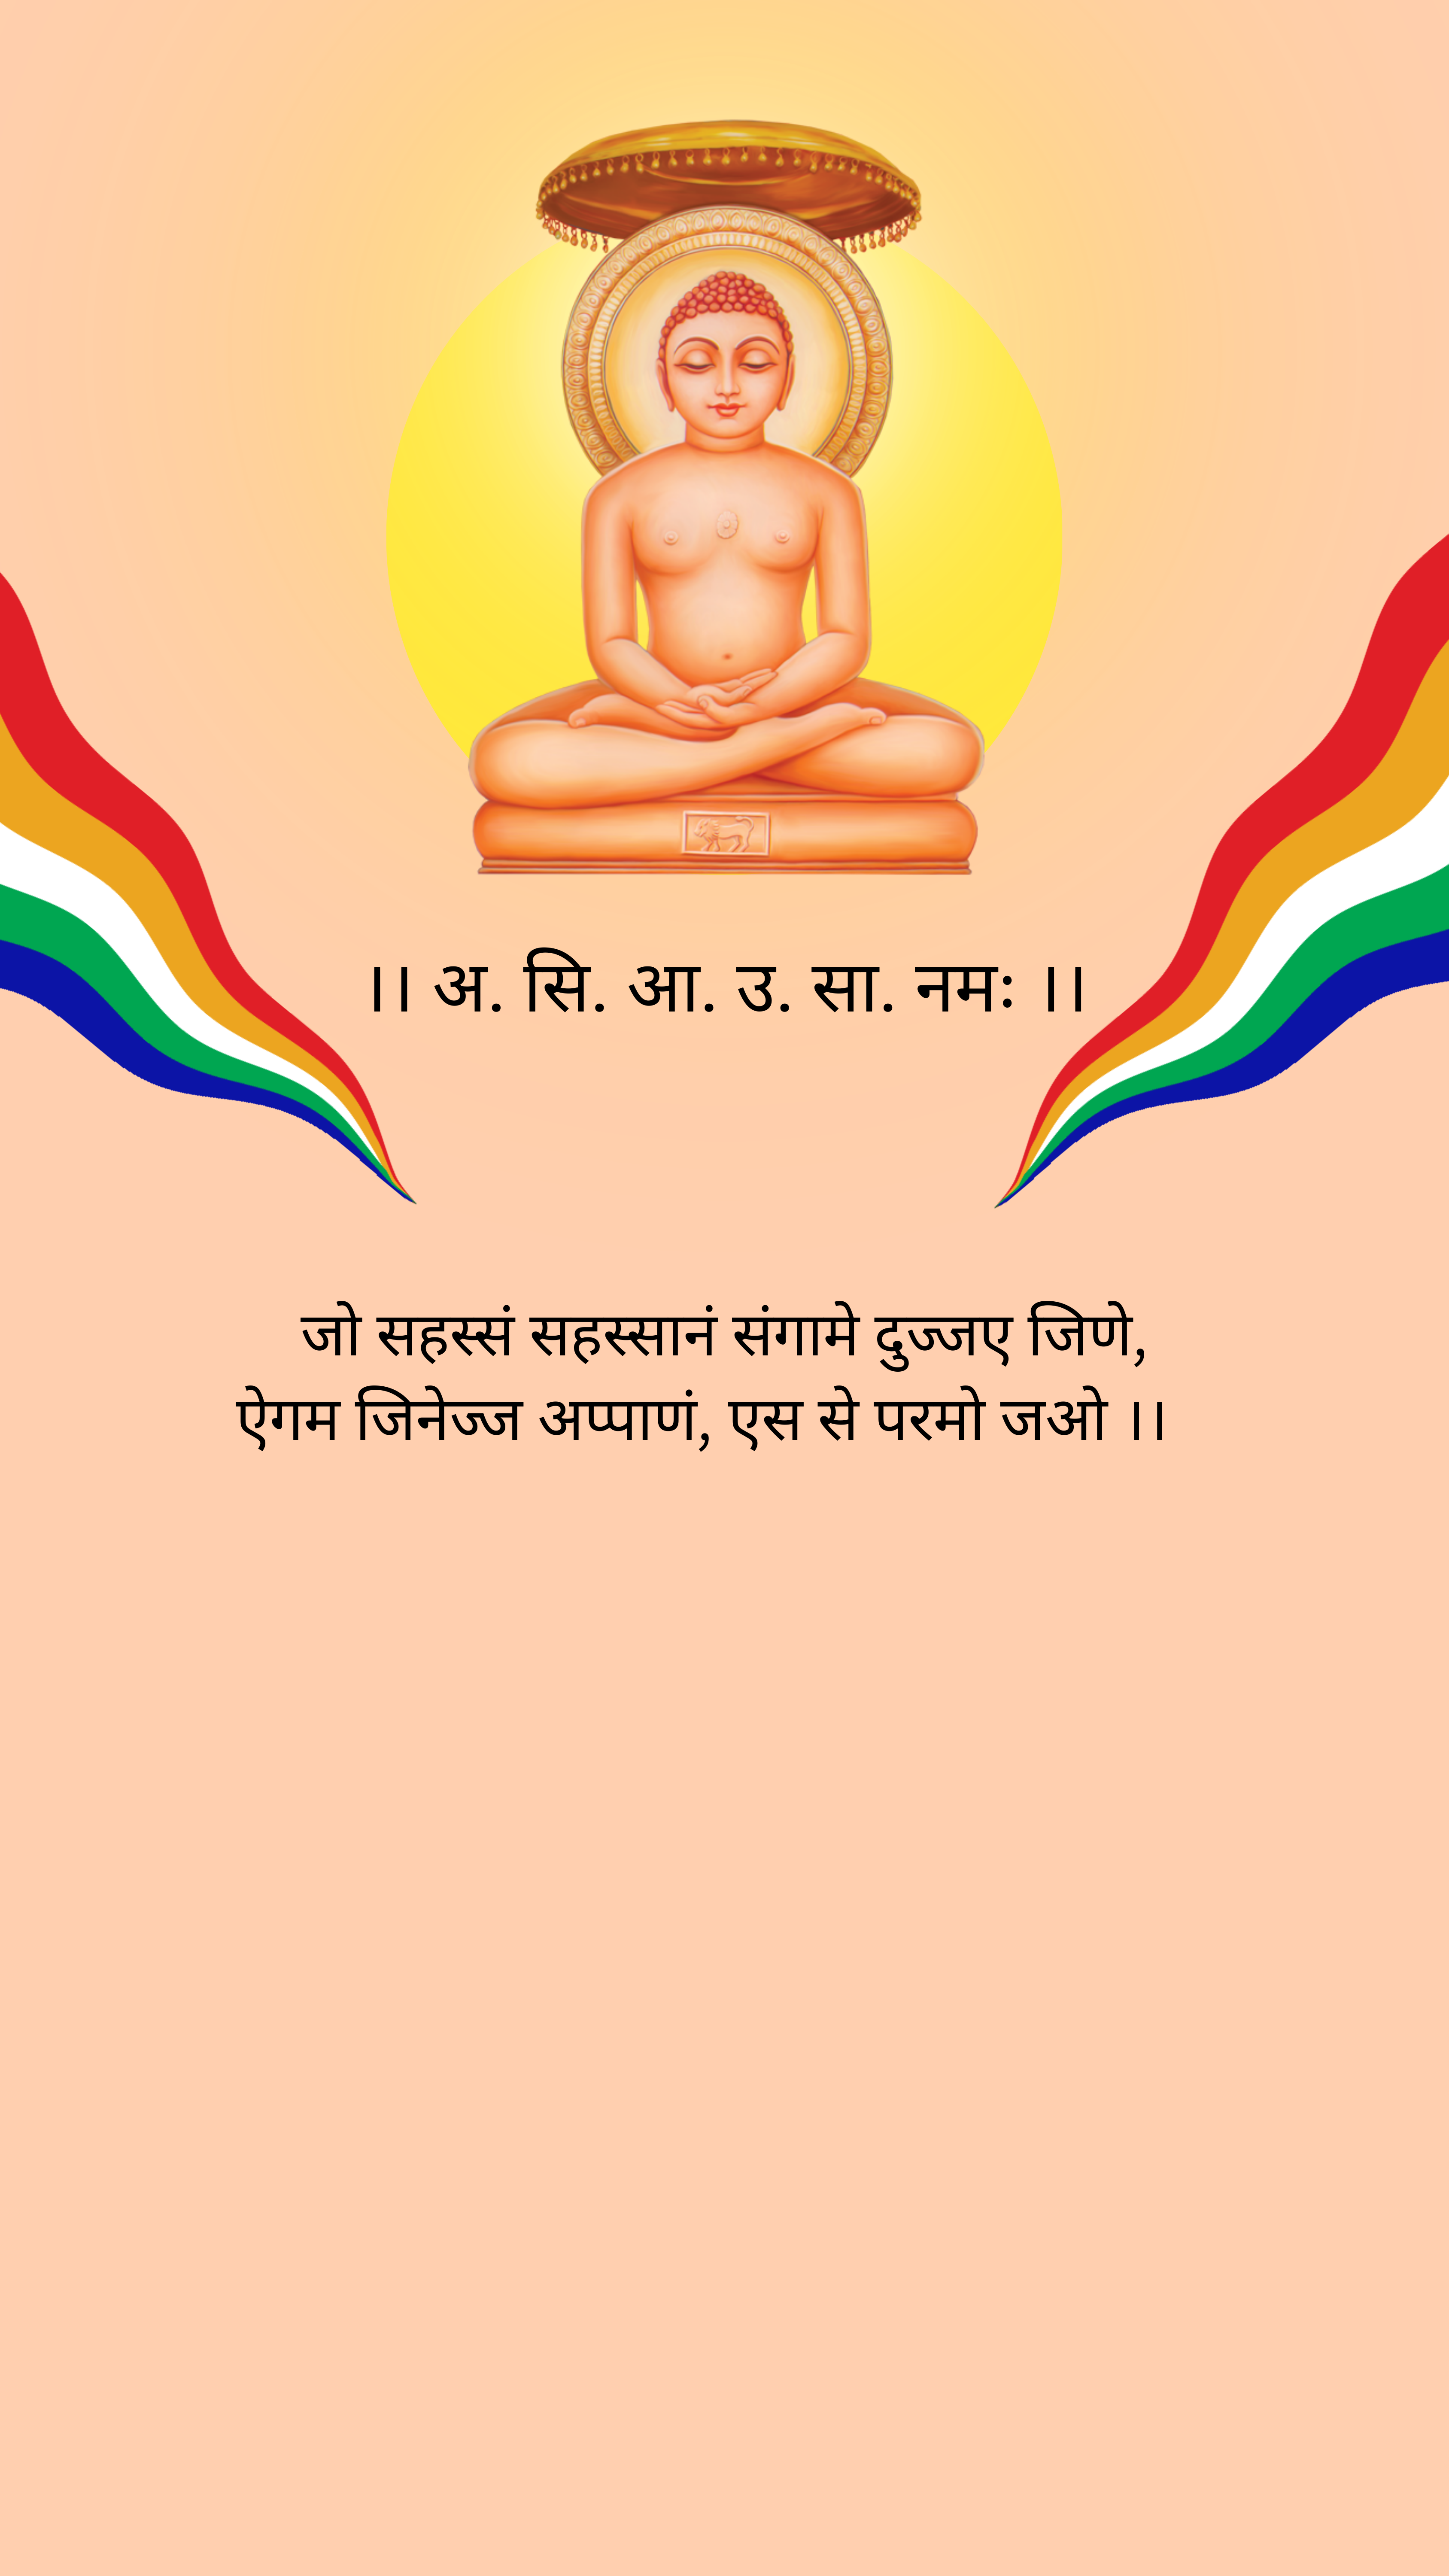 ।। अ. सि. आ. उ. सा. नमः ।।
जो सहस्सं सहस्सानं संगामे दुज्जए जिणे,
ऐगम जिनेज्ज अप्पाणं, एस से परमो जओ ।।